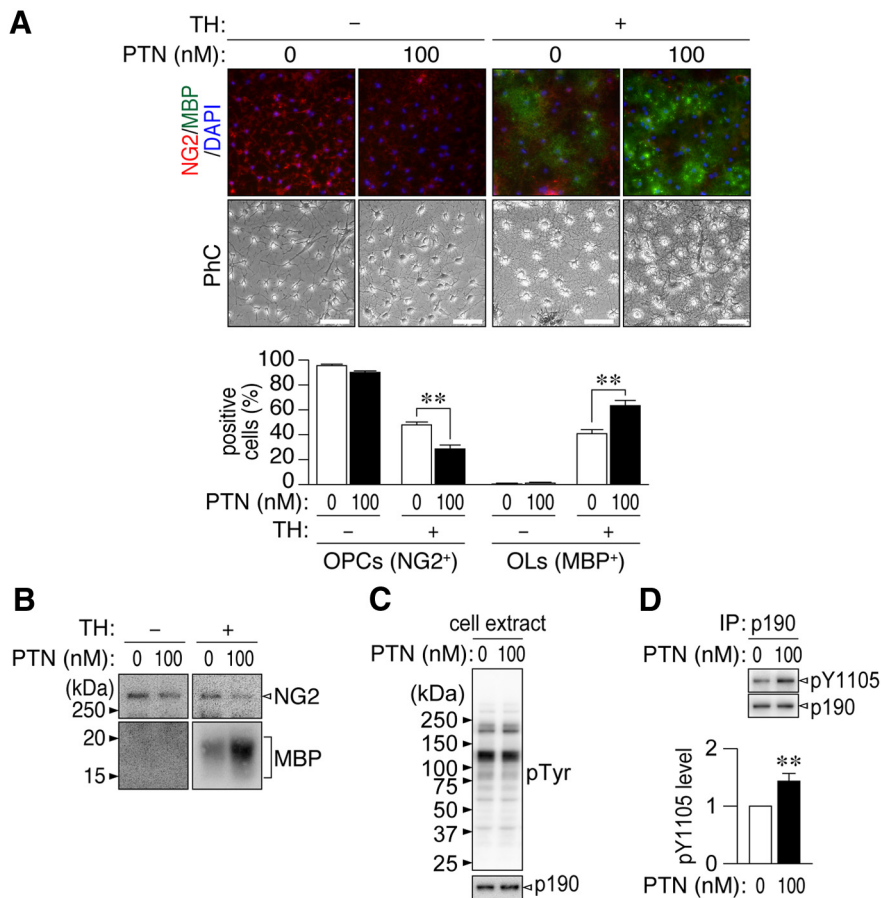 A
TH: – +
PTN (nM): 0 100 0 100
NG2/MBP
/DAPI
PhC
100
80
60
40
20
0
positive
cells (%)
** **
PTN (nM): 0 100 0 100 0 100 0 100
TH: – + – +
OPCs (NG2⁺) OLs (MBP⁺)
B
TH: – +
PTN (nM): 0 100 0 100
(kDa)
250
NG2
20
15
MBP
C
cell extract
PTN (nM): 0 100
(kDa)
250
150
100
75
50
37
25
pTyr
p190
D
IP: p190
PTN (nM): 0 100
pY1105
p190
pY1105 level
2
1
0
**
PTN (nM): 0 100